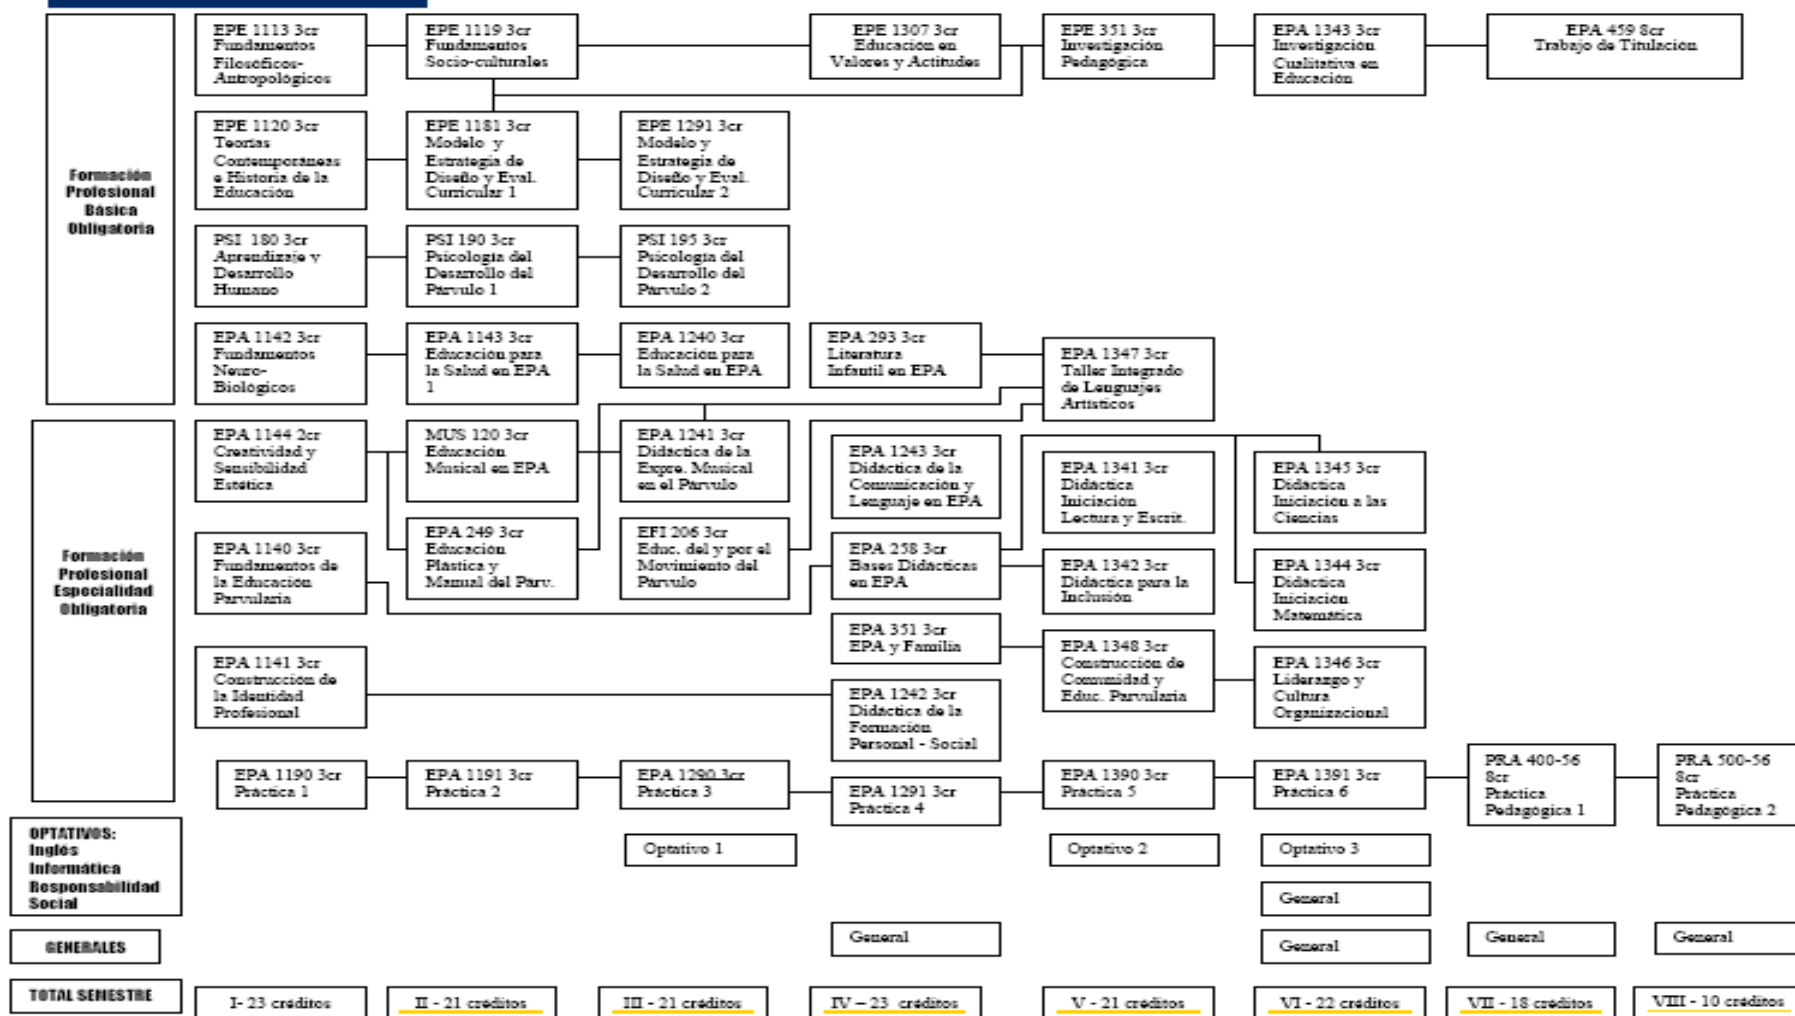 Formación
Profesional
Básica
Obligatoria
EPE 1113 3cr
Fundamentos
Filosóficos-
Antropológicos
EPE 1119 3cr
Fundamentos
Socio-culturales
EPE 1307 3cr
Educación en
Valores y Actitudes
EPE 351 3cr
Investigación
Pedagógica
EPA 1343 3cr
Investigación
Cualitativa en
Educación
EPA 459 8cr
Trabajo de Titulación
EPE 1120 3cr
Teorías
Contemporáneas
e Historia de la
Educación
EPE 1181 3cr
Modelo y
Estrategia de
Diseño y Eval.
Curricular 1
EPE 1291 3cr
Modelo y
Estrategia de
Diseño y Eval.
Curricular 2
PSI 180 3cr
Aprendizaje y
Desarrollo
Humano
PSI 190 3cr
Psicología del
Desarrollo del
Párvulo 1
PSI 195 3cr
Psicología del
Desarrollo del
Párvulo 2
EPA 1142 3cr
Fundamentos
Neuro-
Biológicos
EPA 1143 3cr
Educación para
la Salud en EPA
1
EPA 1240 3cr
Educación para
la Salud en EPA
EPA 293 3cr
Literatura
Infantil en EPA
EPA 1347 3cr
Taller Integrado
de Lenguajes
Artísticos
Formación
Profesional
Especialidad
Obligatoria
EPA 1144 2cr
Creatividad y
Sensibilidad
Estética
MUS 120 3cr
Educación
Musical en EPA
EPA 1241 3cr
Didáctica de la
Expre. Musical
en el Párvulo
EPA 1243 3cr
Didáctica de la
Comunicación y
Lenguaje en EPA
EPA 1341 3cr
Didáctica
Iniciación
Lectura y Escrit.
EPA 1345 3cr
Didáctica
Iniciación a las
Ciencias
EPA 1140 3cr
Fundamentos de
la Educación
Parvularia
EPA 249 3cr
Educación
Plástica y
Manual del Parv.
EFI 206 3cr
Educ. del y por el
Movimiento del
Párvulo
EPA 258 3cr
Bases Didácticas
en EPA
EPA 1342 3cr
Didáctica para la
Inclusión
EPA 1344 3cr
Didáctica
Iniciación
Matemática
EPA 351 3cr
EPA y Familia
EPA 1348 3cr
Construcción de
Comunidad y
Educ. Parvularia
EPA 1346 3cr
Liderazgo y
Cultura
Organizacional
EPA 1141 3cr
Construcción de
la Identidad
Profesional
EPA 1242 3cr
Didáctica de la
Formación
Personal - Social
EPA 1190 3cr
Práctica 1
EPA 1191 3cr
Práctica 2
EPA 1290 3cr
Práctica 3
EPA 1291 3cr
Práctica 4
EPA 1390 3cr
Práctica 5
EPA 1391 3cr
Práctica 6
PRA 400-56
8cr
Práctica
Pedagógica 1
PRA 500-56
8cr
Práctica
Pedagógica 2
OPTATIVOS:
Inglés
Informática
Responsabilidad
Social
Optativo 1
Optativo 2
Optativo 3
General
GENERALES
General
General
General
General
TOTAL SEMESTRE
I- 23 créditos
II - 21 créditos
III - 21 créditos
IV – 23 créditos
V - 21 créditos
VI - 22 créditos
VII - 18 créditos
VIII - 10 créditos